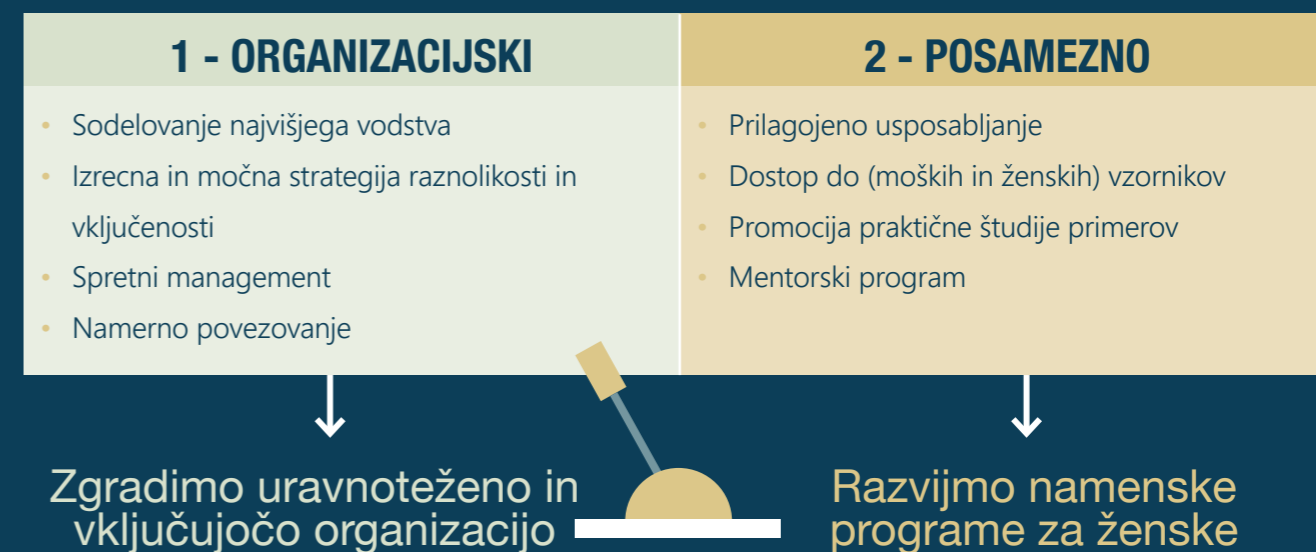 1 - ORGANIZACIJSKI
• Sodelovanje najvišjega vodstva
• Izrecna in močna strategija raznolikosti in
vključenosti
• Spretni management
• Namerno povezovanje
Zgradimo uravnoteženo in
vključujočo organizacijo
2 - POSAMEZNO
• Prilagojeno usposabljanje
• Dostop do (moških in ženskih) vzornikov
• Promocija praktične študije primerov
• Mentorski program
Razvijmo namenske
programe za ženske